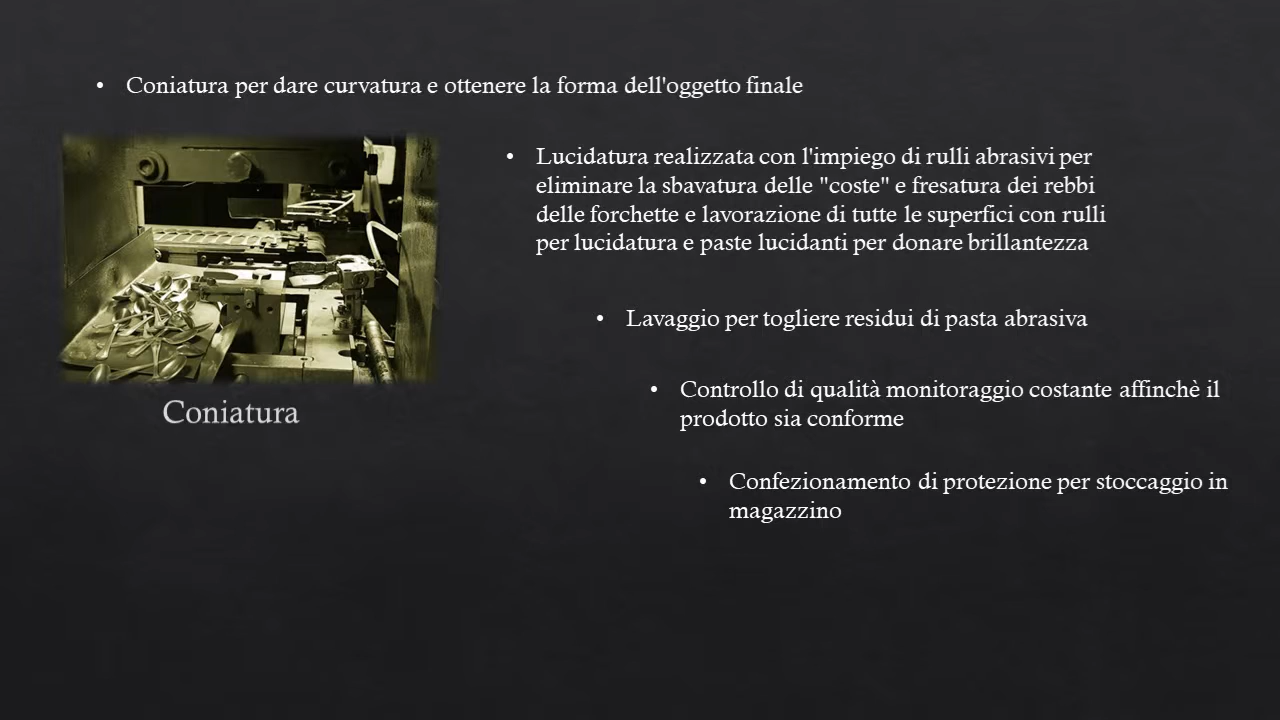 • Coniatura per dare curvatura e ottenere la forma dell'oggetto finale
• Lucidatura realizzata con l'impiego di rulli abrasivi per
eliminare la sbavatura delle "coste" e fresatura dei rebbi
delle forchette e lavorazione di tutte le superfici con rulli
per lucidatura e paste lucidanti per donare brillantezza
• Lavaggio per togliere residui di pasta abrasiva
• Controllo di qualità monitoraggio costante affinchè il
prodotto sia conforme
Coniatura
• Confezionamento di protezione per stoccaggio in
magazzino